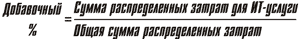 Добавочный % = Сумма распределенных затрат для ИТ-услуги
Общая сумма распределенных затрат